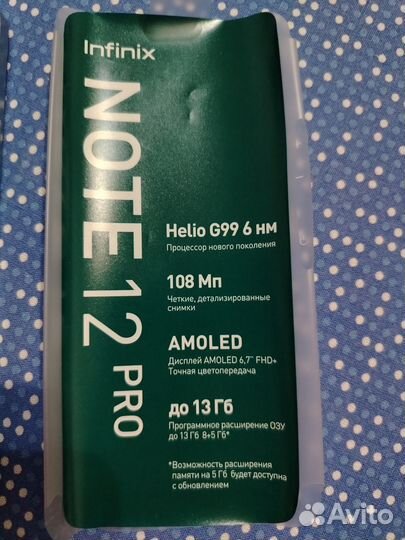 Infinix
NOTE 12 PRO
Helio G99 6 нм
Процессор нового поколения
108 Мп
Четкие, детализированные
снимки
AMOLED
Дисплей AMOLED 6,7" FHD+
Точная цветопередача
до 13 Гб
Программное расширение ОЗУ
до 13 Гб 8+5 Гб*
*Возможность расширения
памяти на 5 Гб будет доступна
с обновлением
Avito